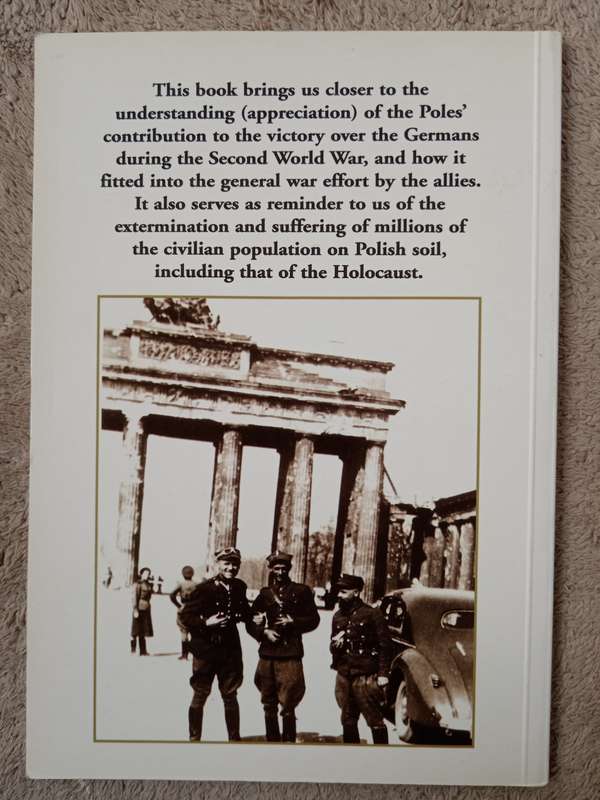 This book brings us closer to the
understanding (appreciation) of the Poles'
contribution to the victory over the Germans
during the Second World War, and how it
fitted into the general war effort by the allies.
It also serves as reminder to us of the
extermination and suffering of millions of
the civilian population on Polish soil,
including that of the Holocaust.